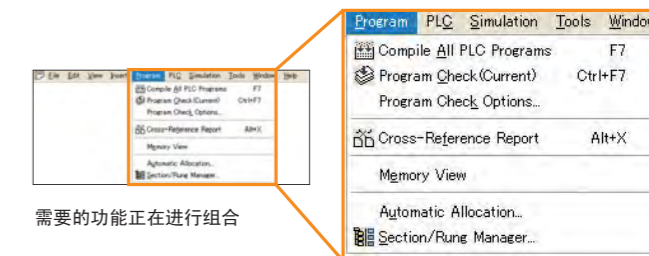 File Edit View Insert Program PLC Simulation Tools Window Help
Compile All PLC Programs F7
Program Check(Current) Ctrl+F7
Program Check Options...
Cross-Reference Report Alt+X
Memory View
Automatic Allocation...
Section/Rung Manager...
需要的功能正在进行组合
Program PLC Simulation Tools Windo
Compile All PLC Programs F7
Program Check(Current) Ctrl+F7
Program Check Options...
Cross-Reference Report Alt+X
Memory View
Automatic Allocation...
Section/Rung Manager...